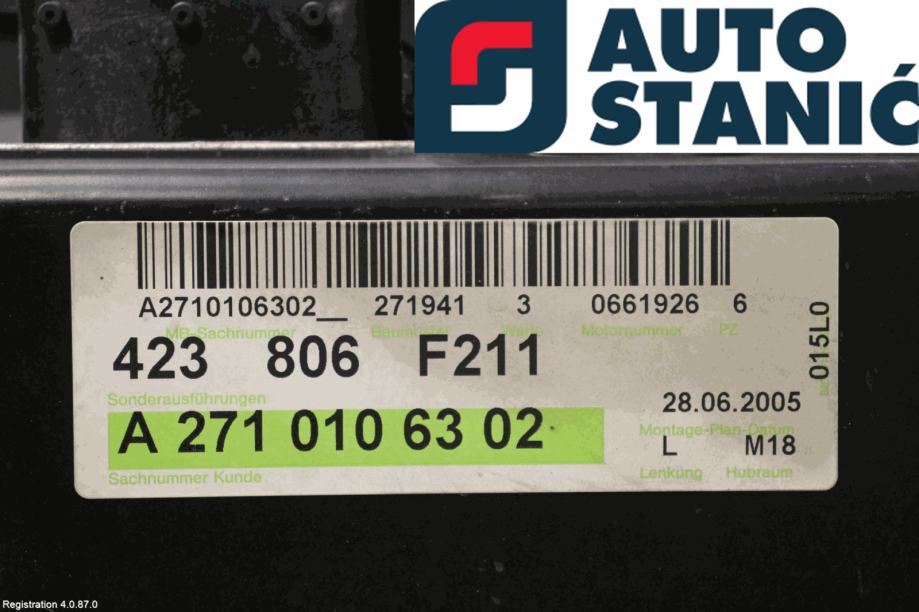 AUTO
STANIĆ
A2710106302__ 271941 3 0661926 6
MB-Sachnummer Baumuster Werk Motornummer PZ
423 806 F211
015L0
Sonderausführungen
28.06.2005
A 271 010 63 02
Montage-Plan-Datum
L M18
Sachnummer Kunde
Lenkung Hubraum
Registration 4.0.87.0